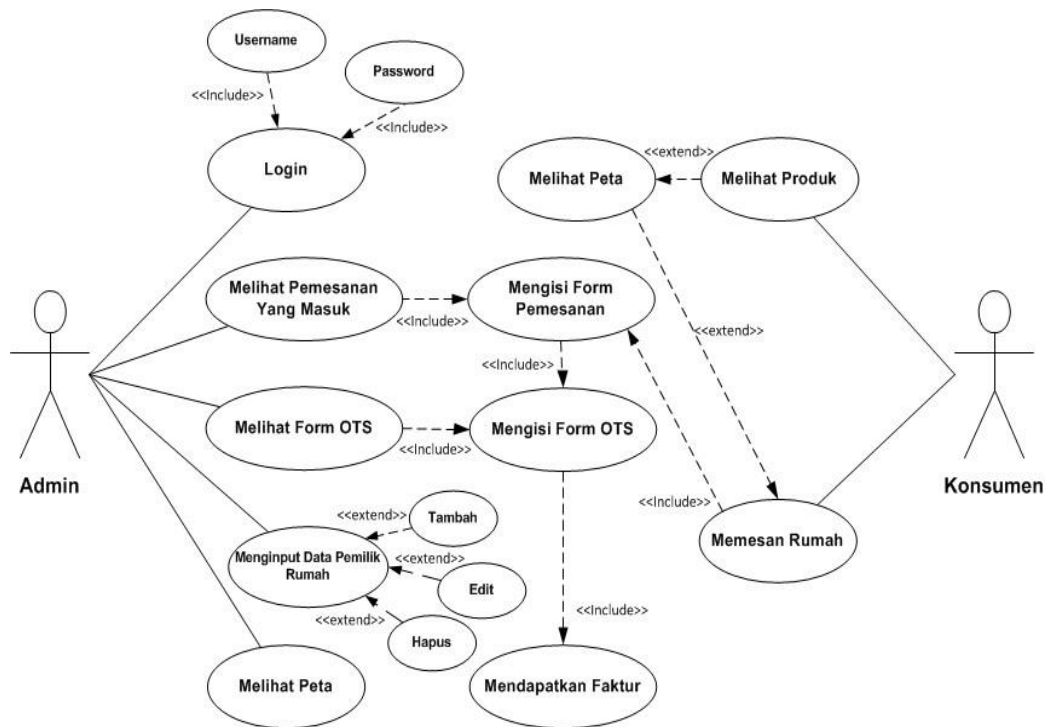 Username
Password
<<Include>>
<<Include>>
Login
<<extend>>
Melihat Peta
Melihat Produk
Melihat Pemesanan
Yang Masuk
<<Include>>
Mengisi Form
Pemesanan
<<extend>>
<<Include>>
Melihat Form OTS
<<Include>>
Mengisi Form OTS
Admin
Konsumen
<<Include>>
Memesan Rumah
<<extend>>
Tambah
Menginput Data Pemilik
Rumah
<<extend>>
Edit
<<extend>>
Hapus
<<Include>>
Melihat Peta
Mendapatkan Faktur